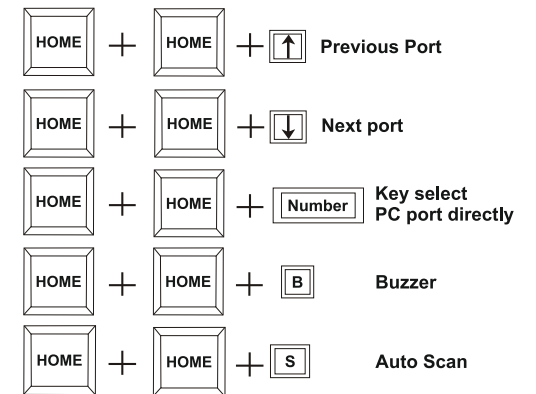 HOME + HOME + ↑ Previous Port
HOME + HOME + ↓ Next port
HOME + HOME + Number Key select
PC port directly
HOME + HOME + B Buzzer
HOME + HOME + S Auto Scan